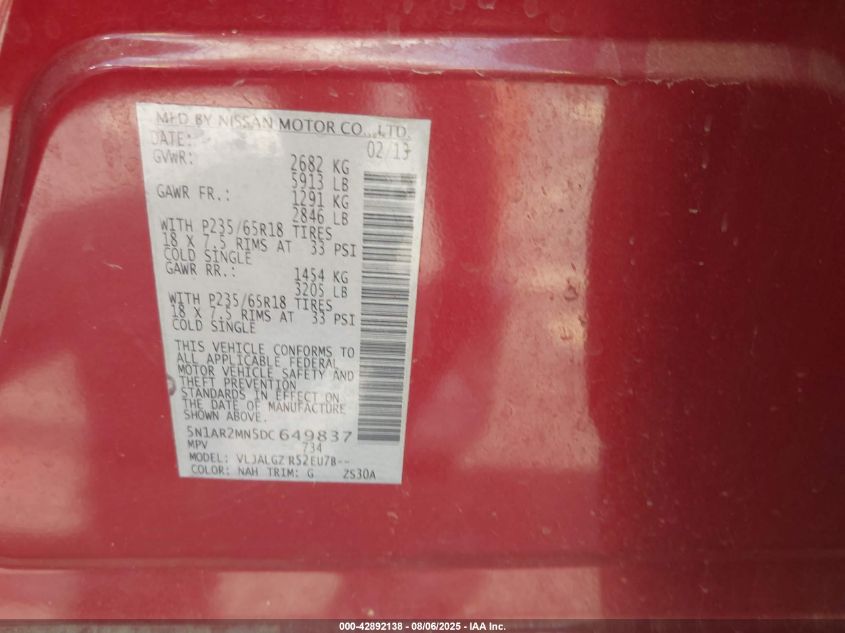 MFD BY NISSAN MOTOR CO., LTD.
DATE: 02/13
GVWR: 2682 KG
5913 LB
GAWR FR.: 1291 KG
2846 LB
WITH P235/65R18 TIRES
18 X 7.5 RIMS AT 33 PSI
COLD SINGLE
GAWR RR.: 1454 KG
3205 LB
WITH P235/65R18 TIRES
18 X 7.5 RIMS AT 33 PSI
COLD SINGLE
THIS VEHICLE CONFORMS TO
ALL APPLICABLE FEDERAL
MOTOR VEHICLE SAFETY AND
THEFT PREVENTION
STANDARDS IN EFFECT ON
THE DATE OF MANUFACTURE
SHOWN ABOVE.
5N1AR2MN5DC649837
MPV 734
MODEL: VLJALGZ R52EU7B--
COLOR: NAH TRIM: G ZS30A
000-42892138 - 08/06/2025 - IAA Inc.